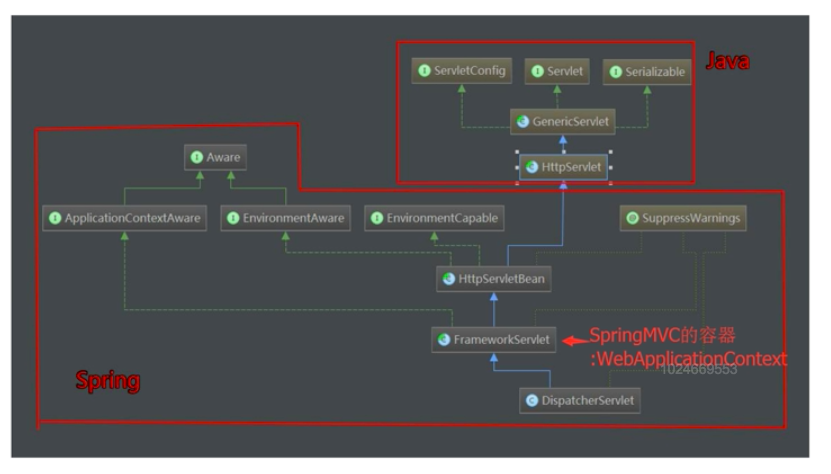 Java
ServletConfig
Servlet
Serializable
GenericServlet
HttpServlet
Aware
ApplicationContextAware
EnvironmentAware
EnvironmentCapable
SuppressWarnings
HttpServletBean
FrameworkServlet
SpringMVC的容器
:WebApplicationContext
1024669553
Spring
DispatcherServlet